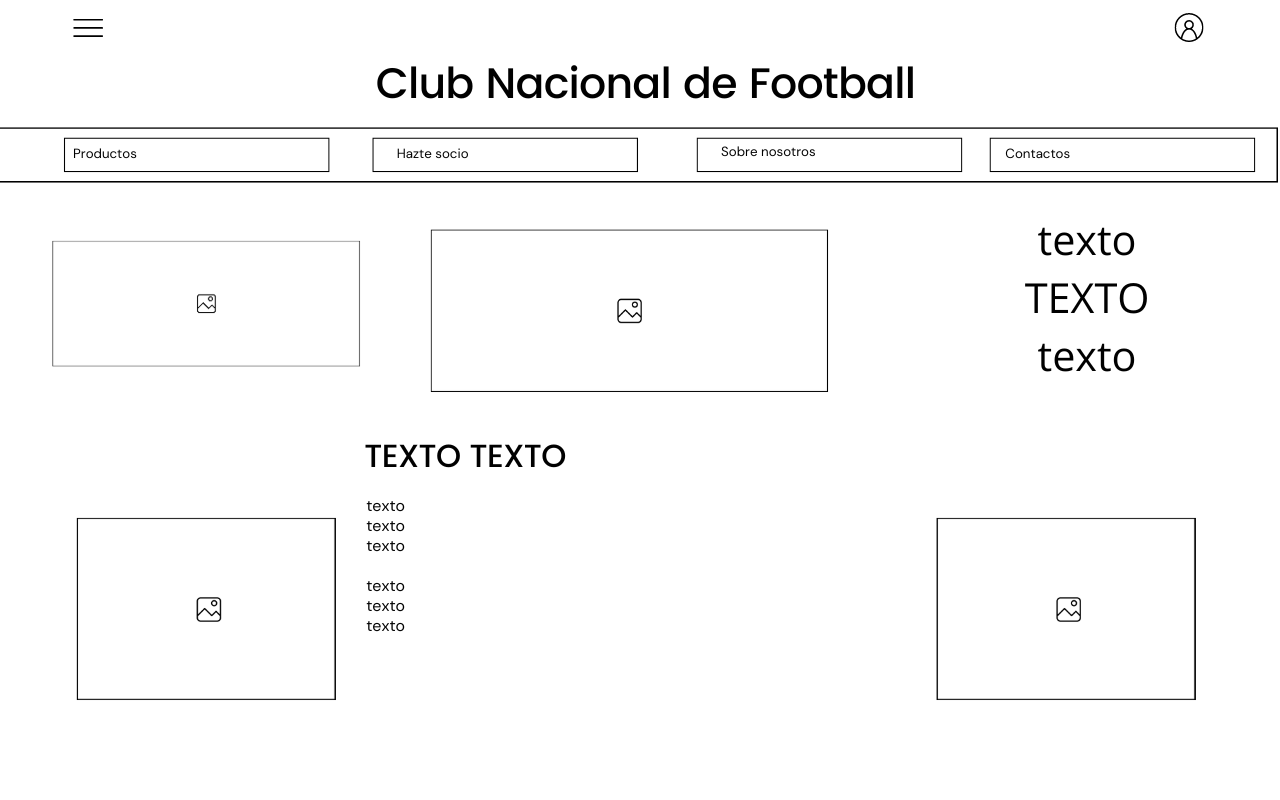 Club Nacional de Football
Productos
Hazte socio
Sobre nosotros
Contactos
texto
TEXTO
texto
TEXTO TEXTO
texto
texto
texto
texto
texto
texto